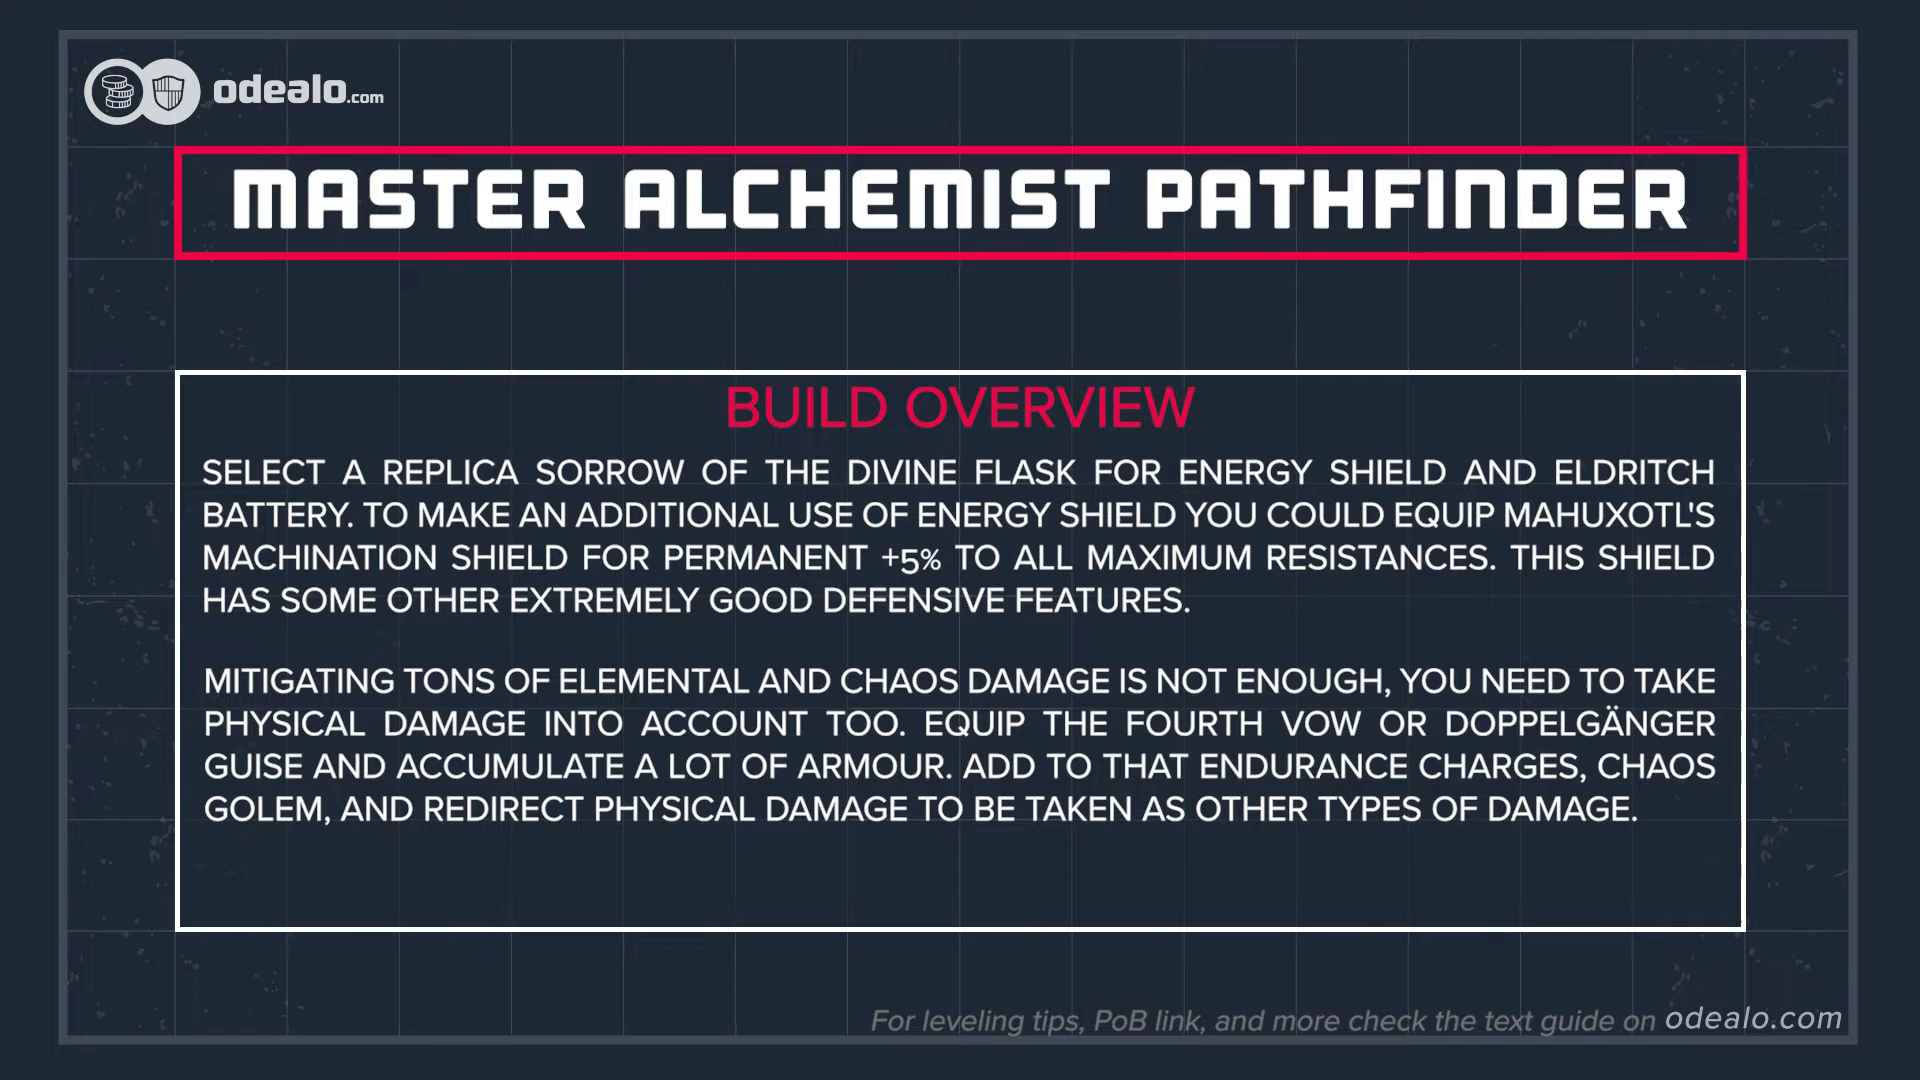 odealo.com
MASTER ALCHEMIST PATHFINDER
BUILD OVERVIEW
SELECT A REPLICA SORROW OF THE DIVINE FLASK FOR ENERGY SHIELD AND ELDRITCH
BATTERY. TO MAKE AN ADDITIONAL USE OF ENERGY SHIELD YOU COULD EQUIP MAHUXOTL'S
MACHINATION SHIELD FOR PERMANENT +5% TO ALL MAXIMUM RESISTANCES. THIS SHIELD
HAS SOME OTHER EXTREMELY GOOD DEFENSIVE FEATURES.
MITIGATING TONS OF ELEMENTAL AND CHAOS DAMAGE IS NOT ENOUGH, YOU NEED TO TAKE
PHYSICAL DAMAGE INTO ACCOUNT TOO. EQUIP THE FOURTH VOW OR DOPPELGÄNGER
GUISE AND ACCUMULATE A LOT OF ARMOUR. ADD TO THAT ENDURANCE CHARGES, CHAOS
GOLEM, AND REDIRECT PHYSICAL DAMAGE TO BE TAKEN AS OTHER TYPES OF DAMAGE.
For leveling tips, PoB link, and more check the text guide on odealo.com